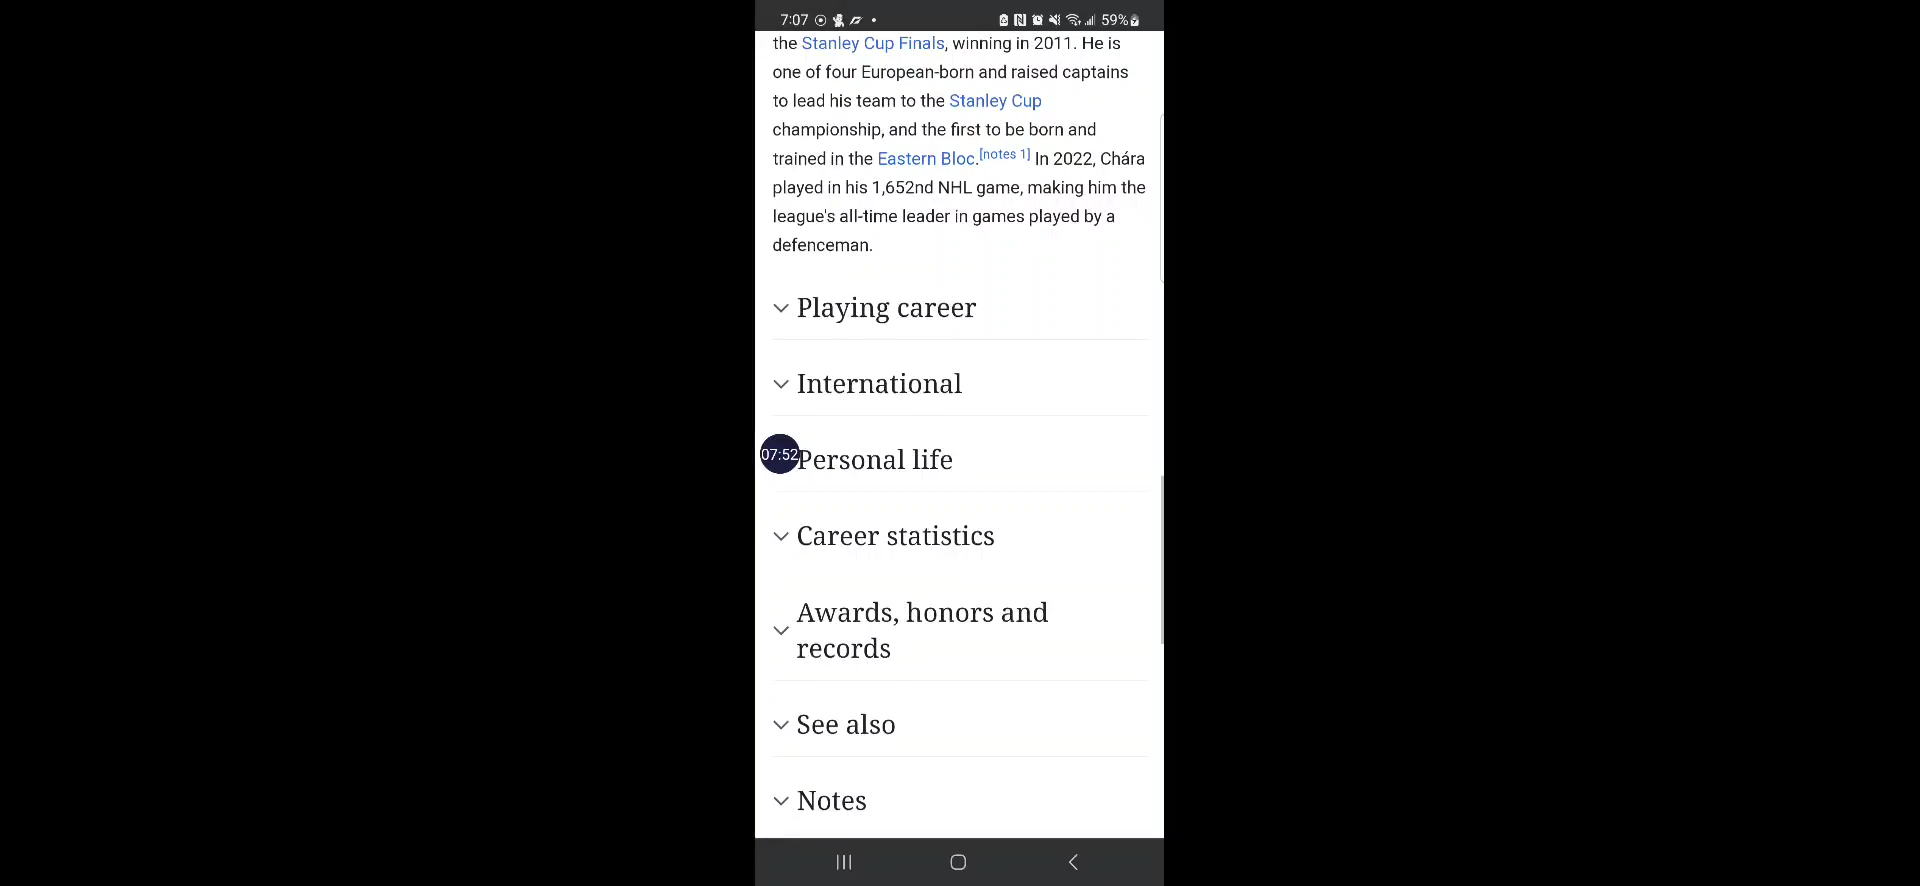 7:07 59%
the Stanley Cup Finals, winning in 2011. He is
one of four European-born and raised captains
to lead his team to the Stanley Cup
championship, and the first to be born and
trained in the Eastern Bloc.[notes 1] In 2022, Chára
played in his 1,652nd NHL game, making him the
league's all-time leader in games played by a
defenceman.
Playing career
International
07:52 Personal life
Career statistics
Awards, honors and
records
See also
Notes